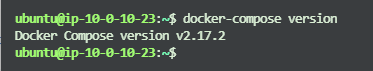 ubuntu@ip-10-0-10-23:~$ docker-compose version
Docker Compose version v2.17.2
ubuntu@ip-10-0-10-23:~$